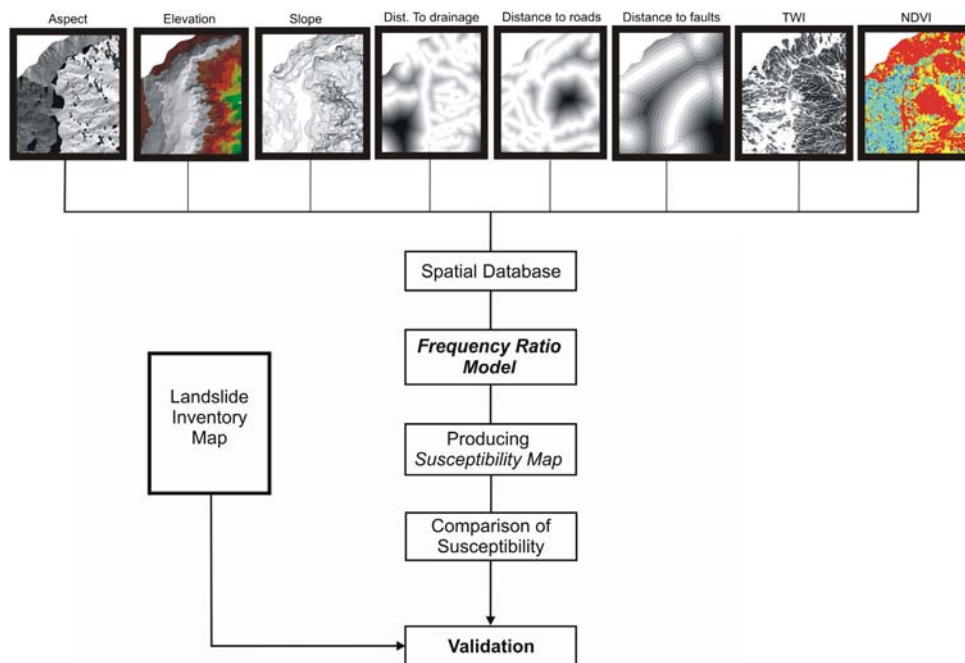 Aspect
Elevation
Slope
Dist. To drainage
Distance to roads
Distance to faults
TWI
NDVI
Spatial Database
Frequency Ratio
Model
Landslide
Inventory
Map
Producing
Susceptibility Map
Comparison of
Susceptibility
Validation